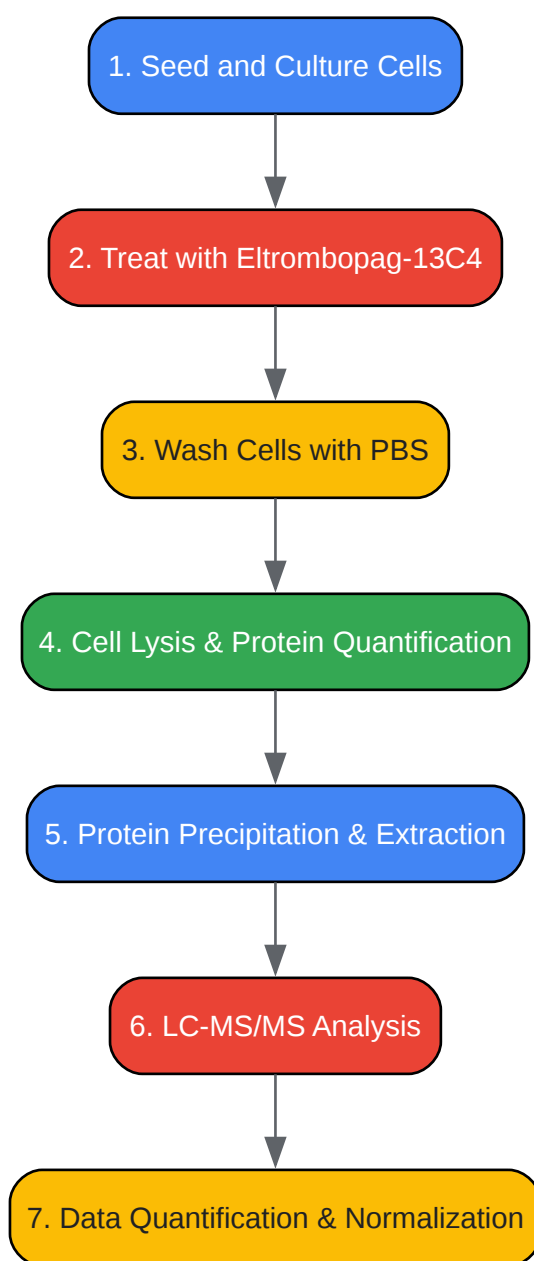 1. Seed and Culture Cells
2. Treat with Eltrombopag-13C4
3. Wash Cells with PBS
4. Cell Lysis & Protein Quantification
5. Protein Precipitation & Extraction
6. LC-MS/MS Analysis
7. Data Quantification & Normalization